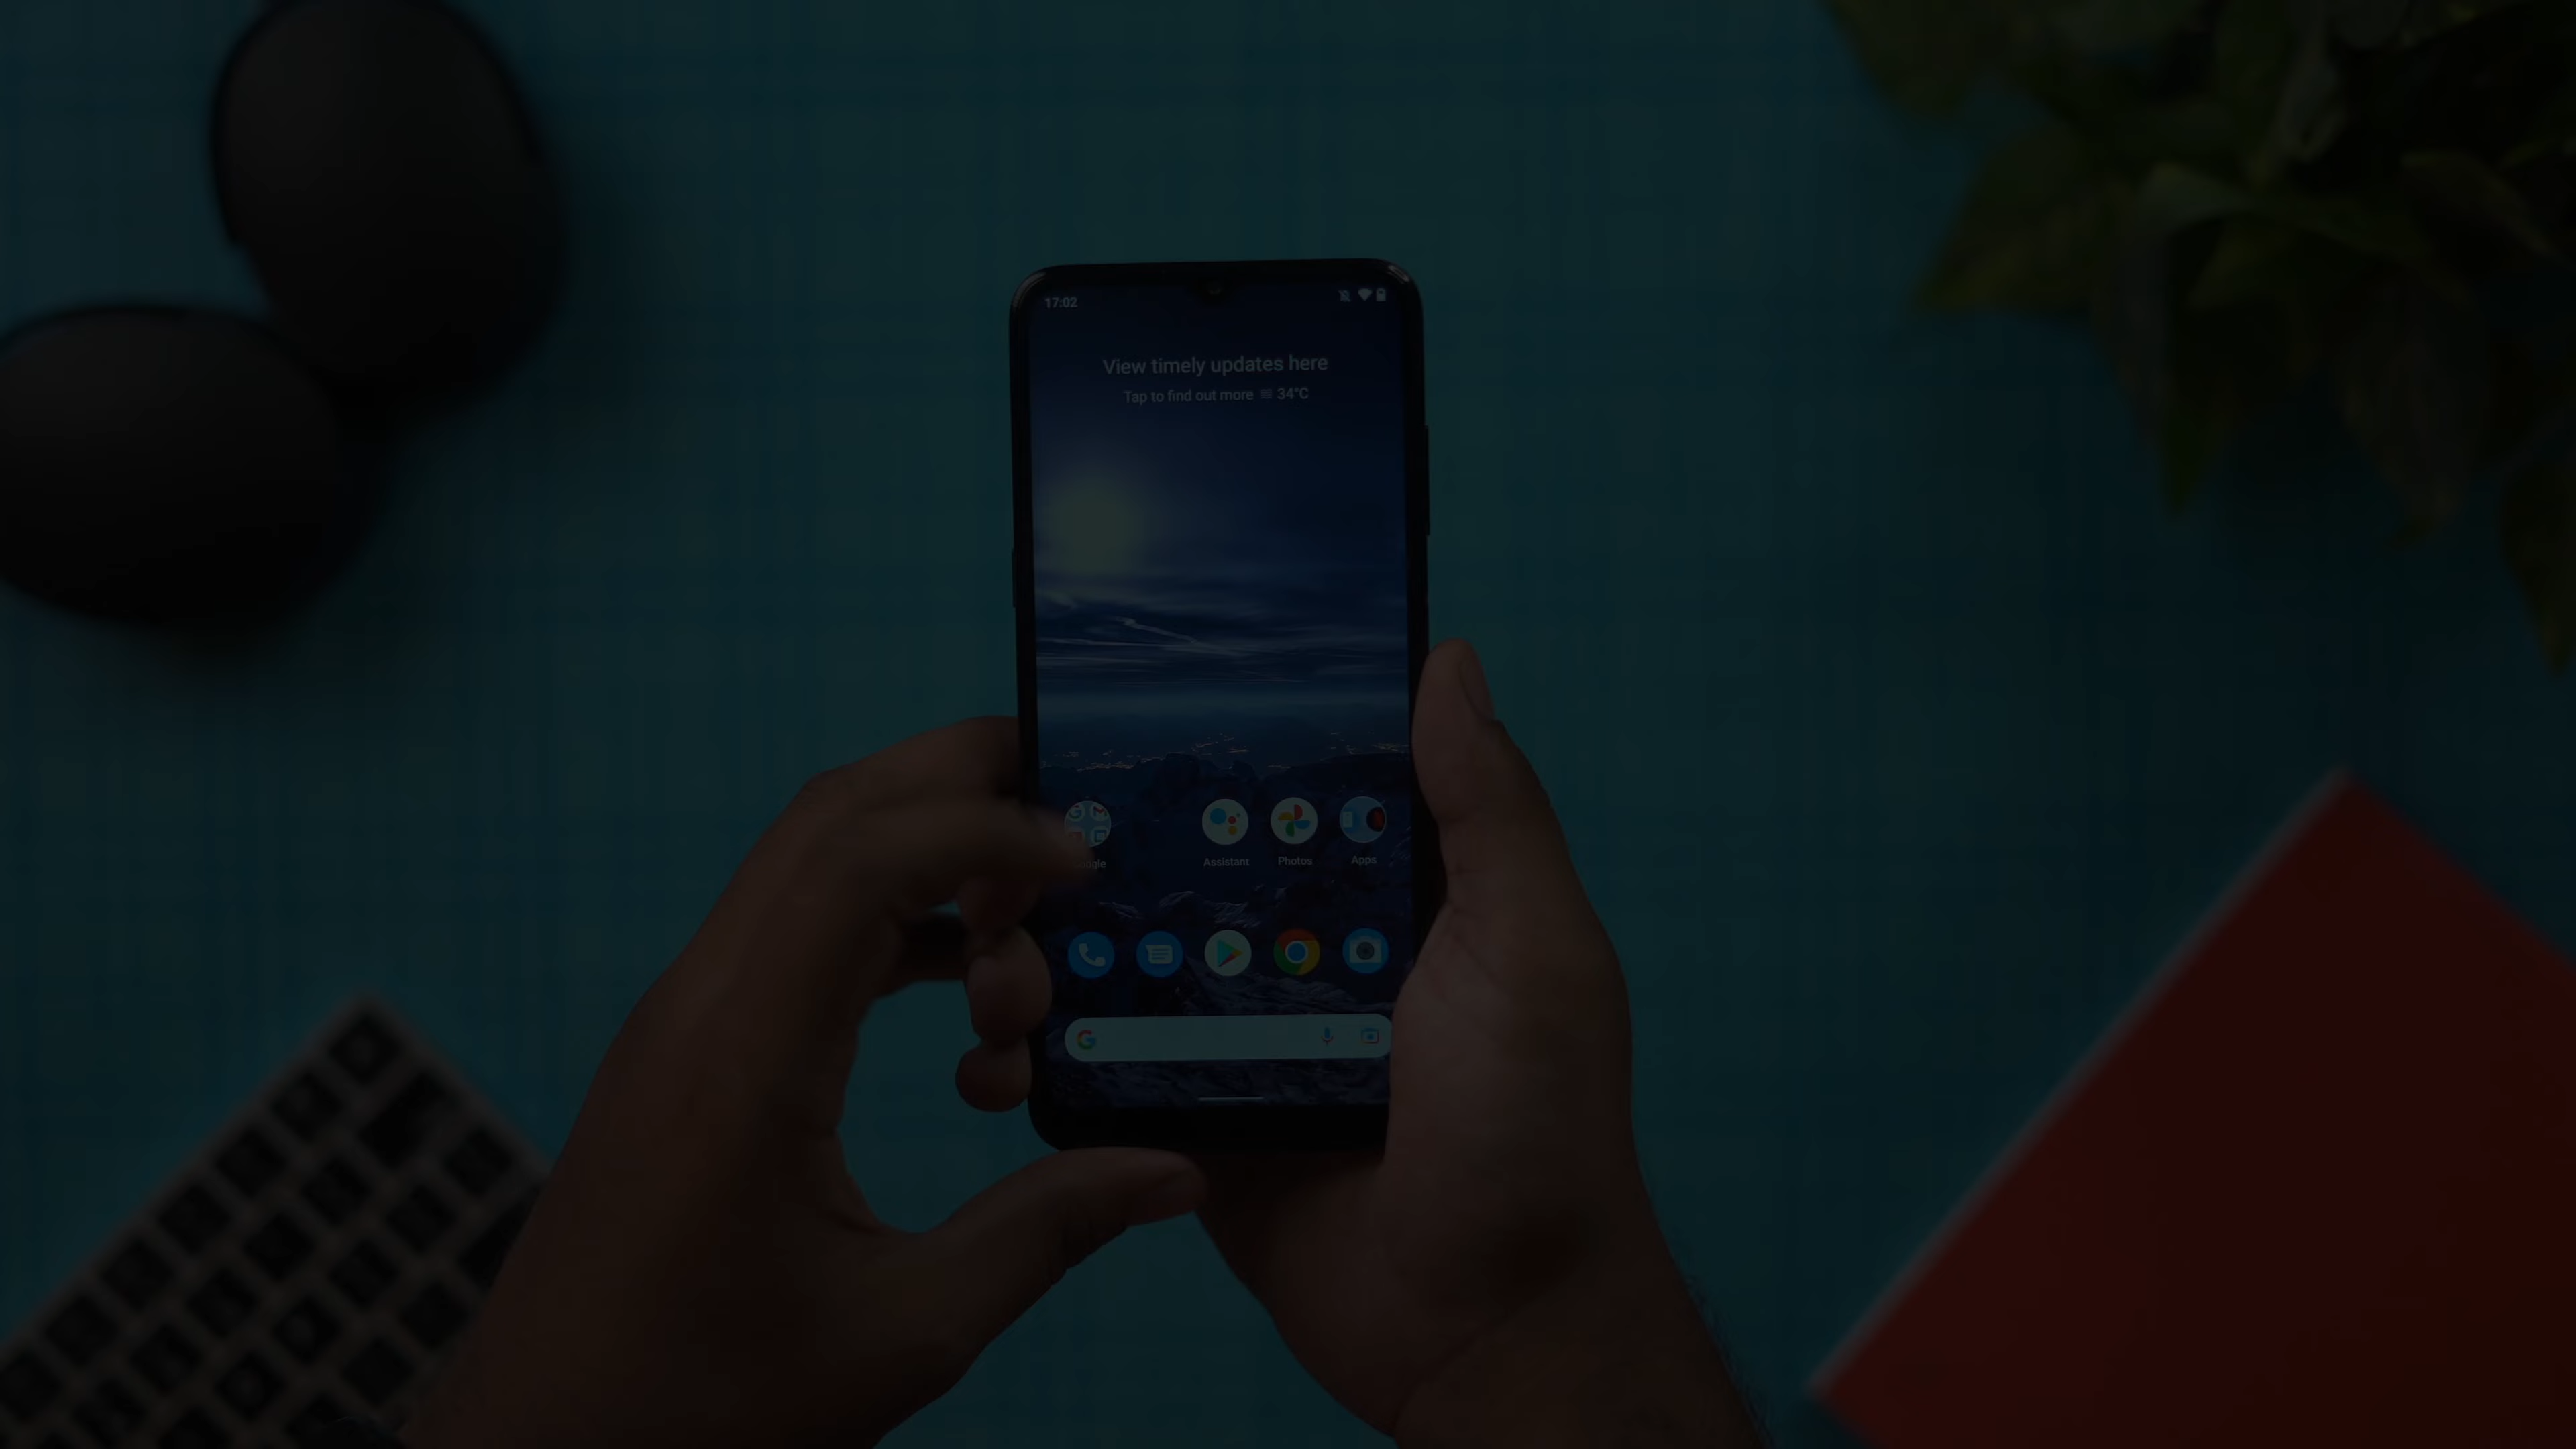 17:02
View timely updates here
Tap to find out more 34°C
Assistant Photos Apps
G